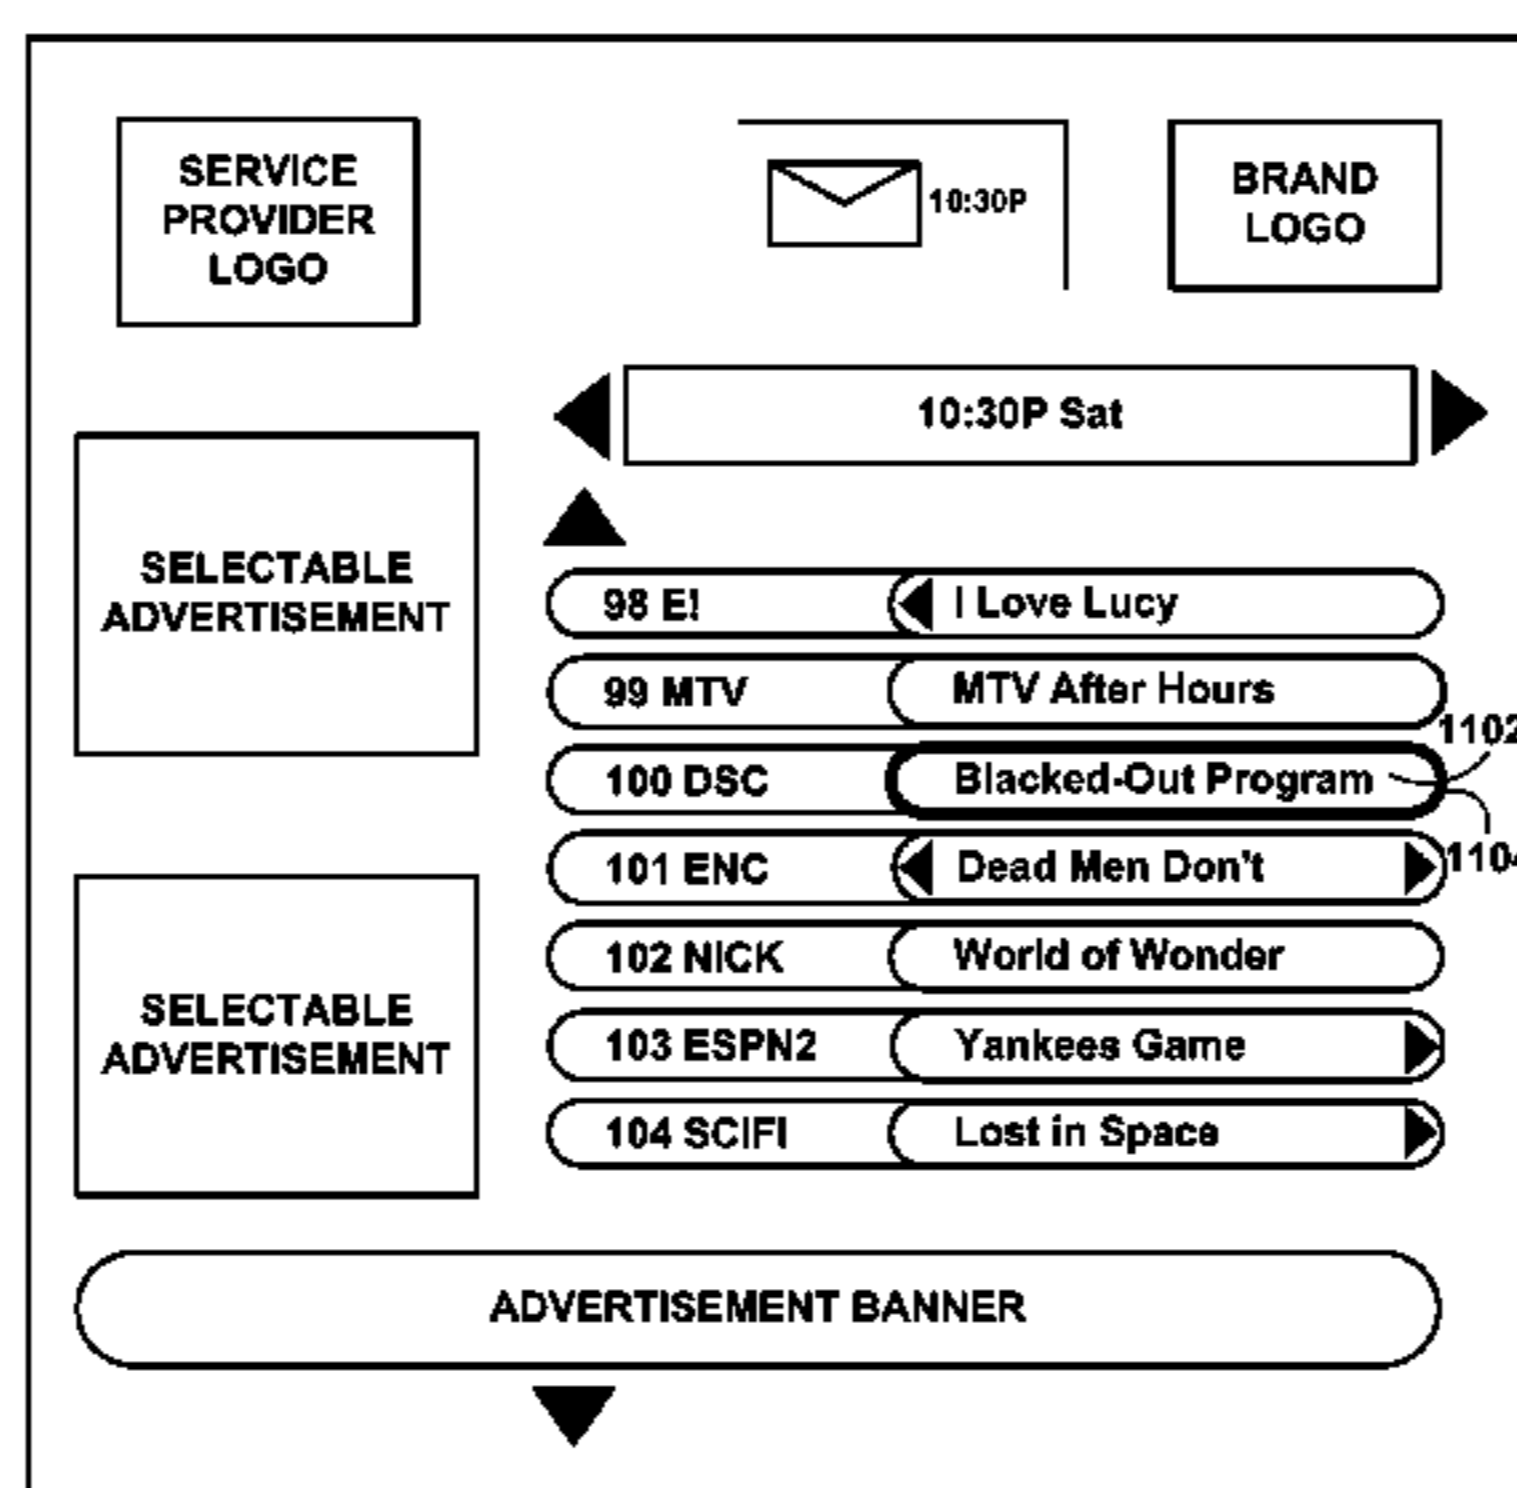 SERVICE
PROVIDER
LOGO
10:30P
BRAND
LOGO
10:30P Sat
SELECTABLE
ADVERTISEMENT
98 E! I Love Lucy
99 MTV MTV After Hours
1102
100 DSC Blacked-Out Program
101 ENC Dead Men Don't
1104
102 NICK World of Wonder
SELECTABLE
ADVERTISEMENT
103 ESPN2 Yankees Game
104 SCIFI Lost in Space
ADVERTISEMENT BANNER